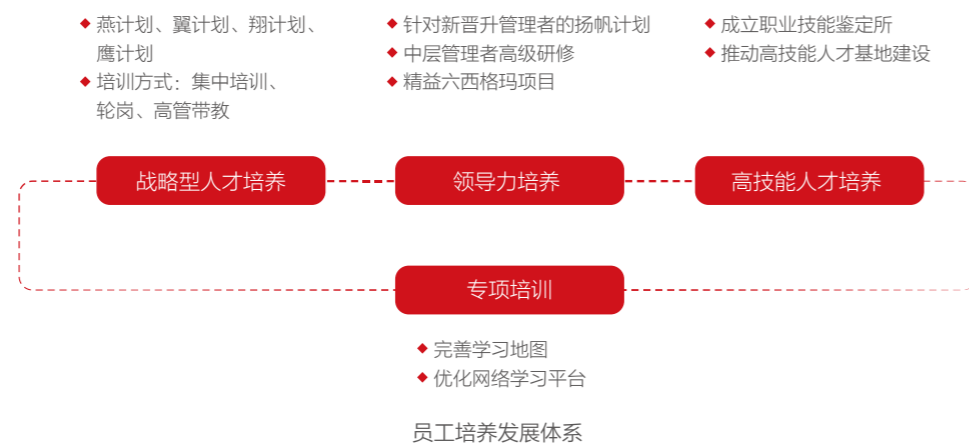 ◆ 燕计划、翼计划、翔计划、
鹰计划
◆ 培训方式：集中培训、
轮岗、高管带教
◆ 针对新晋升管理者的扬帆计划
◆ 中层管理者高级研修
◆ 精益六西格玛项目
◆ 成立职业技能鉴定所
◆ 推动高技能人才基地建设
战略型人才培养
领导力培养
高技能人才培养
专项培训
◆ 完善学习地图
◆ 优化网络学习平台
员工培养发展体系